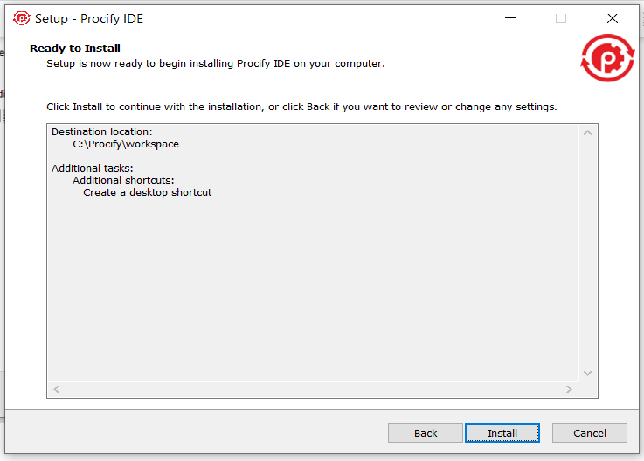 Setup - Procify IDE
Ready to Install
Setup is now ready to begin installing Procify IDE on your computer.
Click Install to continue with the installation, or click Back if you want to review or change any settings.
Destination location:
C:\Procify\workspace
Additional tasks:
Additional shortcuts:
Create a desktop shortcut
Back
Install
Cancel